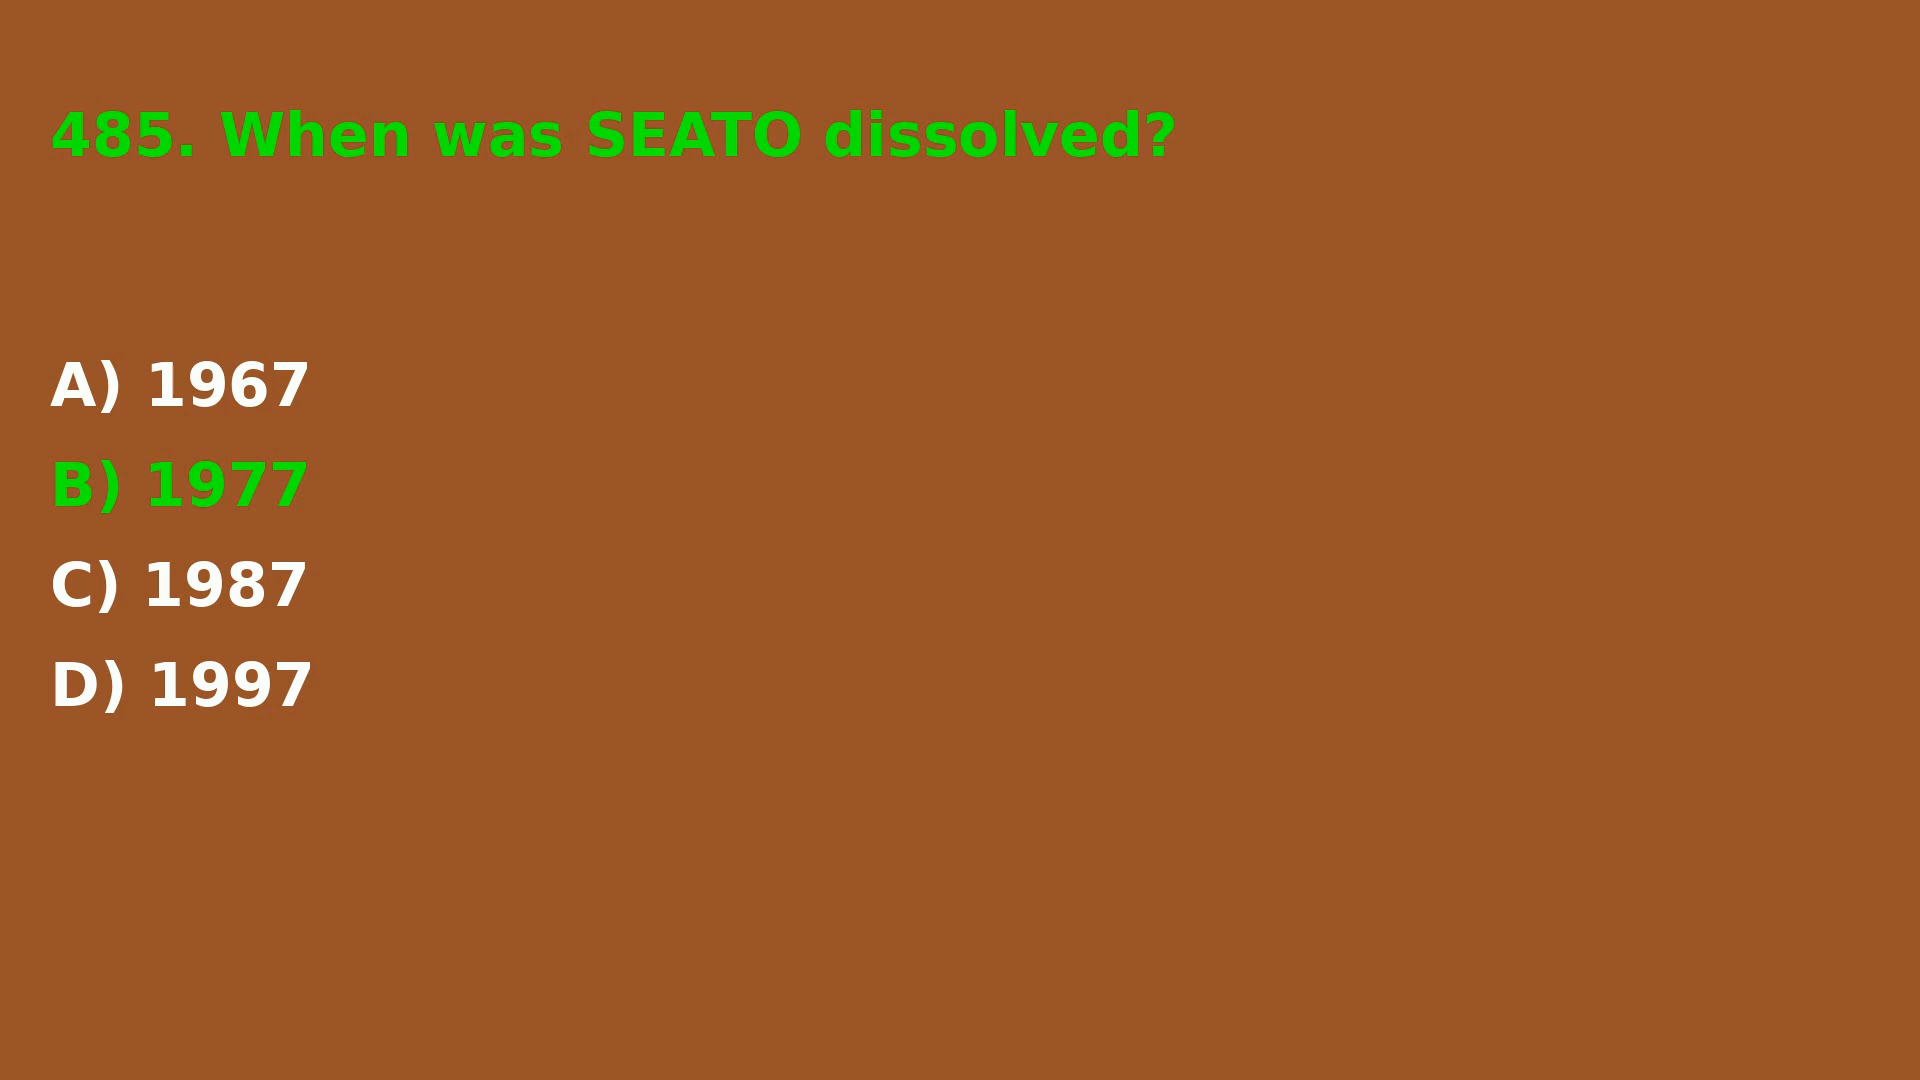 485. When was SEATO dissolved?
A) 1967
B) 1977
C) 1987
D) 1997